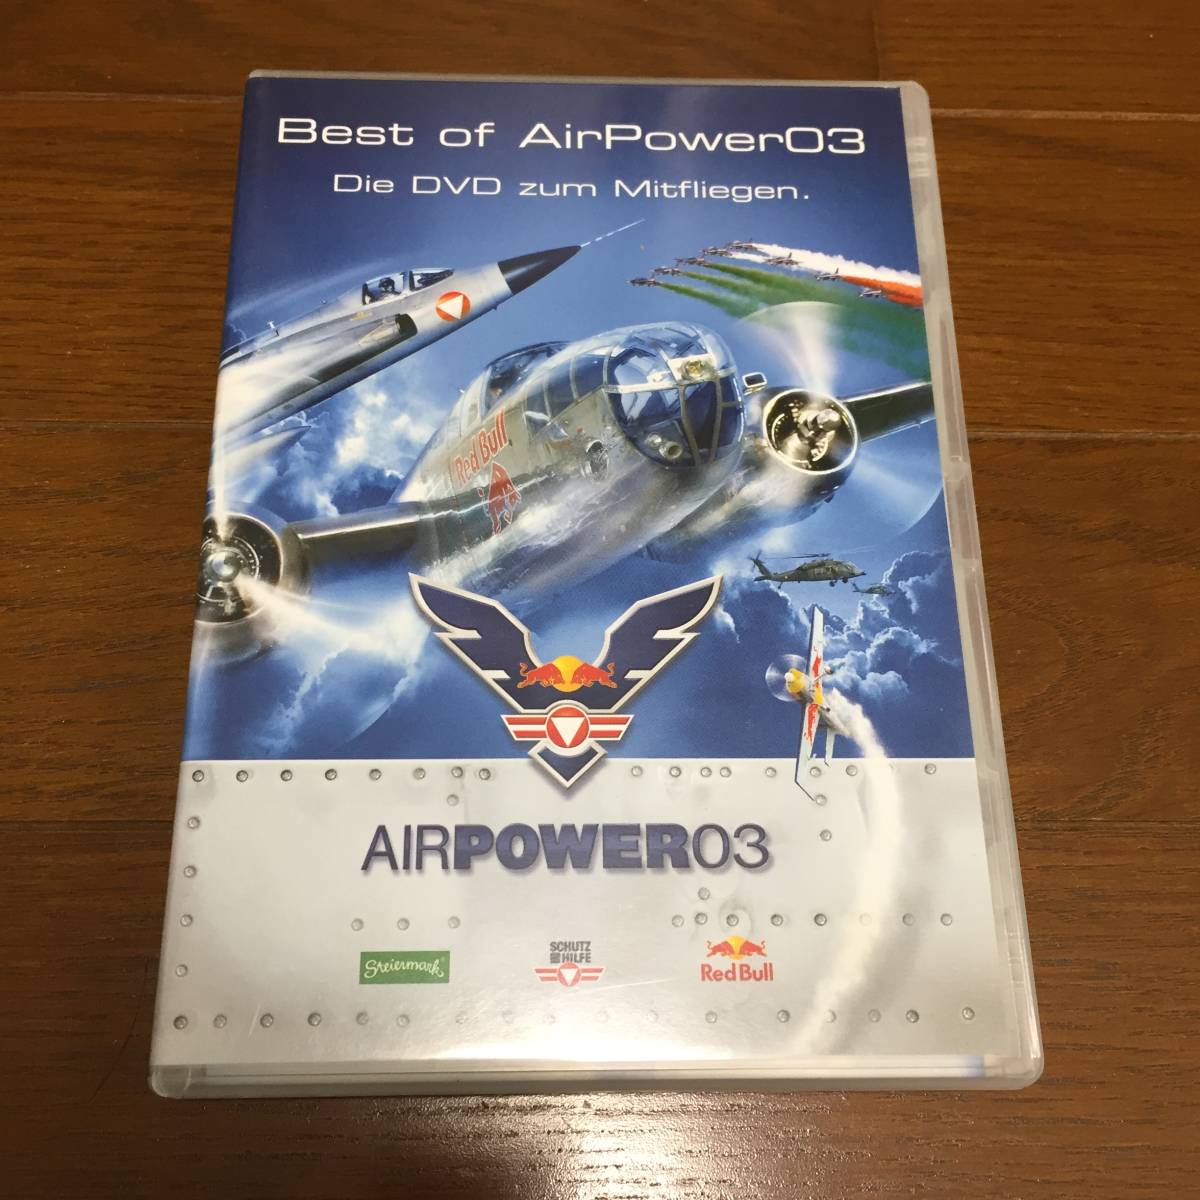 Best of AirPower03
Die DVD zum Mitfliegen.
Red Bull
AIRPOWER03
Steiermark
SCHUTZ
HILFE
Red Bull